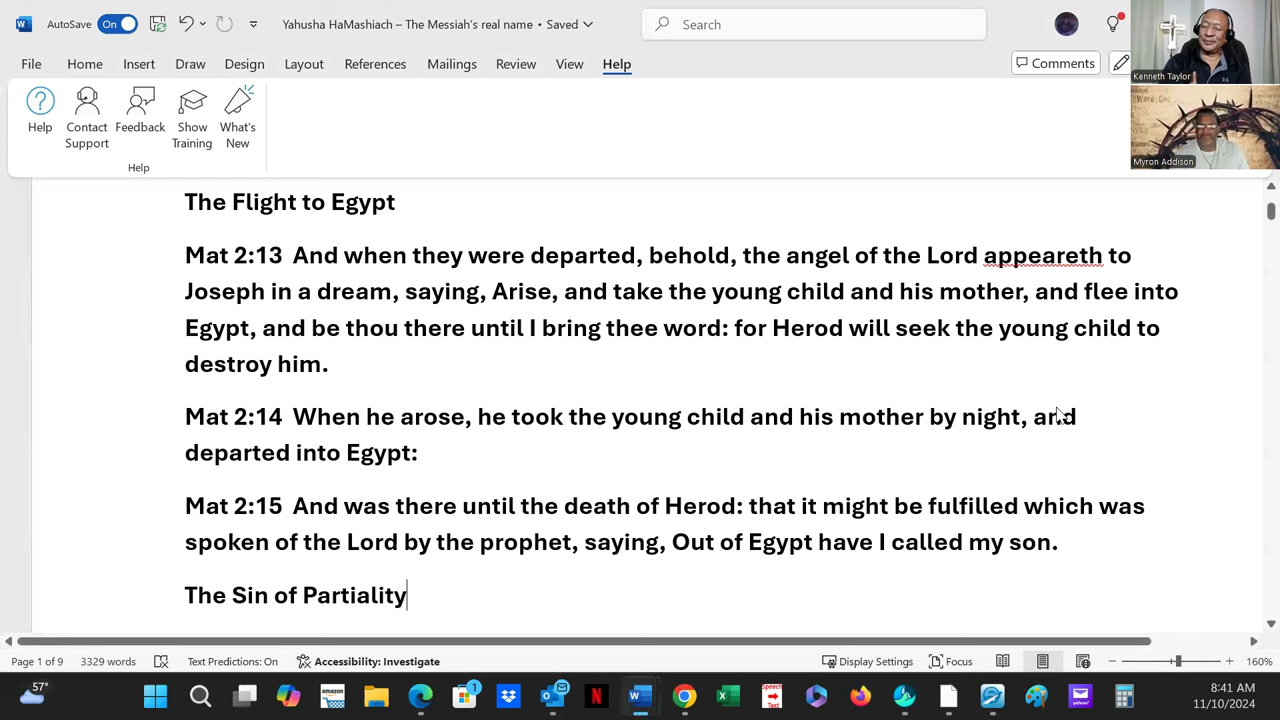 AutoSave On Yahusha HaMashiach – The Messiah's real name • Saved Search
File Home Insert Draw Design Layout References Mailings Review View Help Comments
Kenneth Taylor
Help Contact Support Feedback Show Training What's New
Help
Myron Addison
The Flight to Egypt
Mat 2:13 And when they were departed, behold, the angel of the Lord appeareth to
Joseph in a dream, saying, Arise, and take the young child and his mother, and flee into
Egypt, and be thou there until I bring thee word: for Herod will seek the young child to
destroy him.
Mat 2:14 When he arose, he took the young child and his mother by night, and
departed into Egypt:
Mat 2:15 And was there until the death of Herod: that it might be fulfilled which was
spoken of the Lord by the prophet, saying, Out of Egypt have I called my son.
The Sin of Partiality
Page 1 of 9 3329 words Text Predictions: On Accessibility: Investigate Display Settings Focus 160%
57° amazon Speech Text yahoo! 8:41 AM
11/10/2024